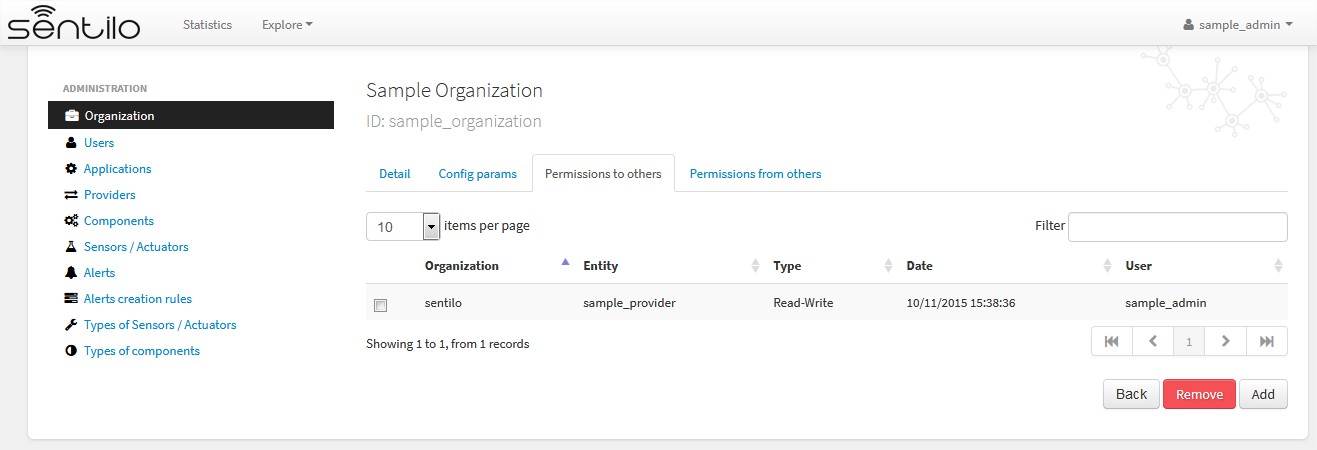 sentilo Statistics Explore sample_admin
ADMINISTRATION
Organization
Users
Applications
Providers
Components
Sensors / Actuators
Alerts
Alerts creation rules
Types of Sensors / Actuators
Types of components
Sample Organization
ID: sample_organization
Detail Config params Permissions to others Permissions from others
10 items per page Filter
Organization Entity Type Date User
sentilo sample_provider Read-Write 10/11/2015 15:38:36 sample_admin
Showing 1 to 1, from 1 records 1
Back Remove Add